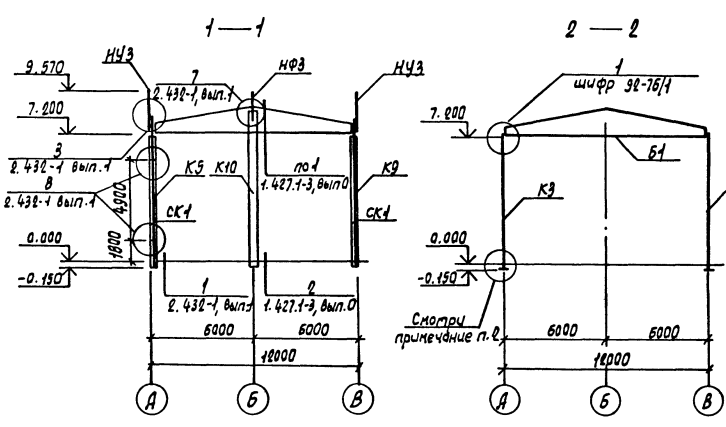 1 — 1
НУЗ
НФЗ
НУЗ
9.570
7
2.432-1, вып.1
7.200
3
2.432-1 вып.1
8
2.432-1 вып.1
К5
К10
по1
1.427.1-3, вып0
К9
4920
СК1
СК1
1800
0.000
-0.150
1
2.432-1, вып.1
2
1.427.1-3, вып.0
6000
6000
12000
А
Б
В
2 — 2
1
шифр 92-76/1
7.200
Б1
К3
0.000
-0.150
Смотри
примечание п.2
6000
6000
12000
А
Б
В